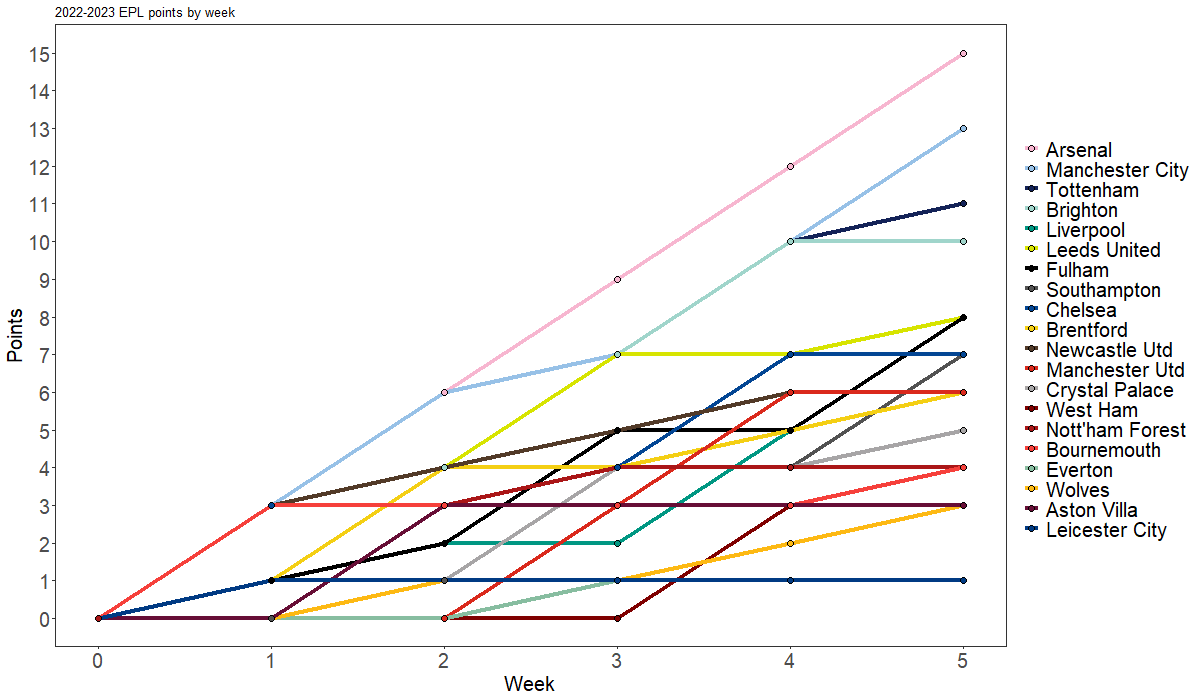 2022-2023 EPL points by week
15
14
13
12
11
10
9
8
7
6
5
4
3
2
1
0
Points
0 1 2 3 4 5
Week
Arsenal
Manchester City
Tottenham
Brighton
Liverpool
Leeds United
Fulham
Southampton
Chelsea
Brentford
Newcastle Utd
Manchester Utd
Crystal Palace
West Ham
Nott'ham Forest
Bournemouth
Everton
Wolves
Aston Villa
Leicester City